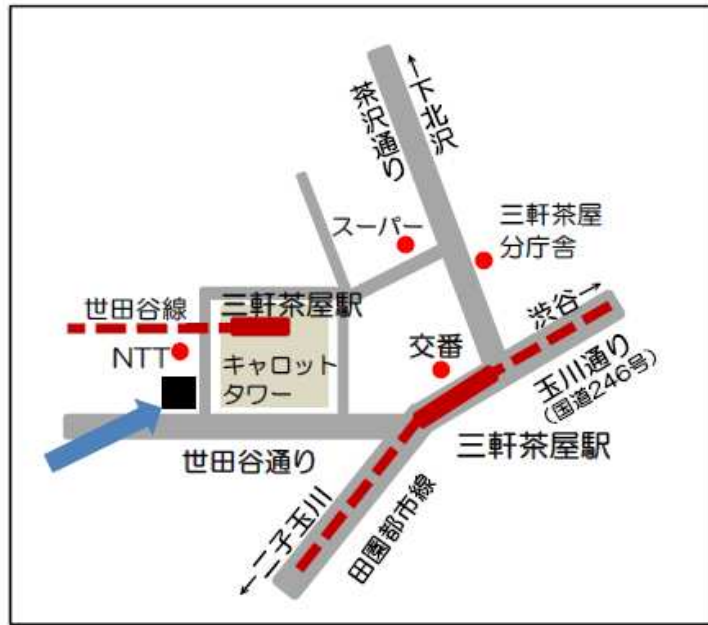 ←下北沢
茶沢通り
スーパー
三軒茶屋
分庁舎
世田谷線
三軒茶屋駅
渋谷→
NTT
キャロット
タワー
交番
玉川通り
(国道246号)
世田谷通り
三軒茶屋駅
←二子玉川
田園都市線